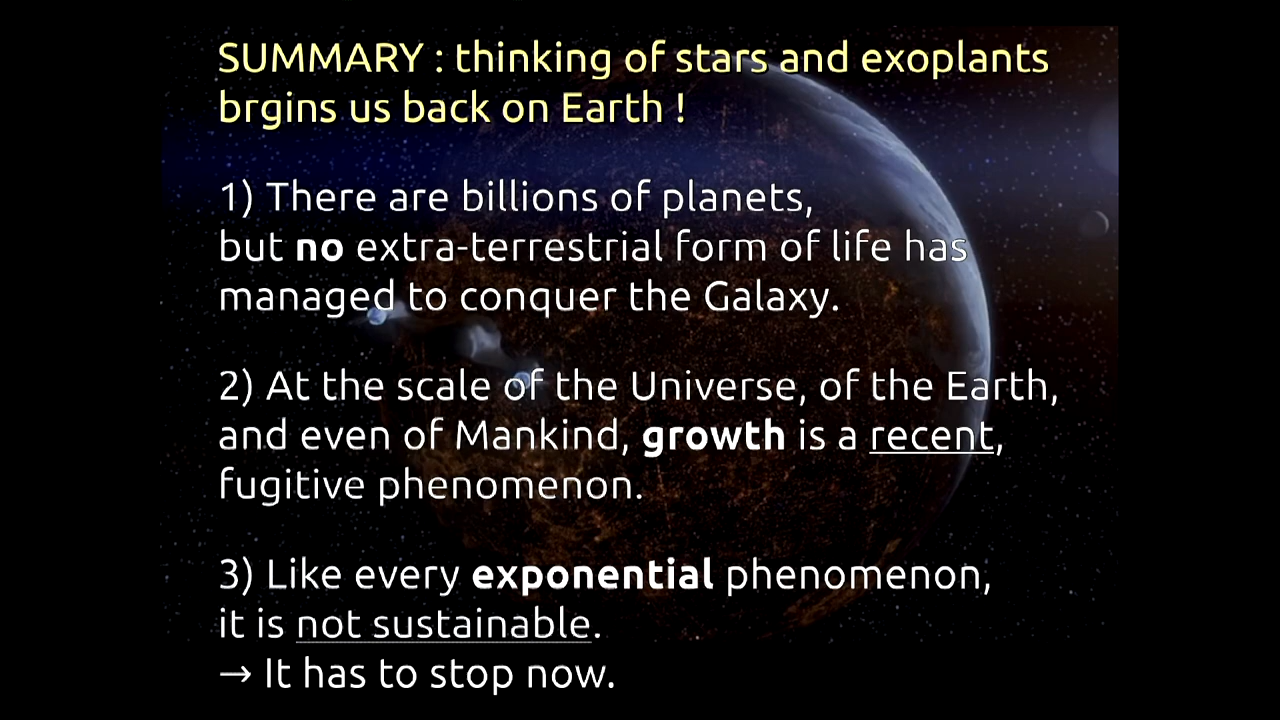 SUMMARY : thinking of stars and exoplants
brgins us back on Earth !
1) There are billions of planets,
but no extra-terrestrial form of life has
managed to conquer the Galaxy.
2) At the scale of the Universe, of the Earth,
and even of Mankind, growth is a recent,
fugitive phenomenon.
3) Like every exponential phenomenon,
it is not sustainable.
→ It has to stop now.